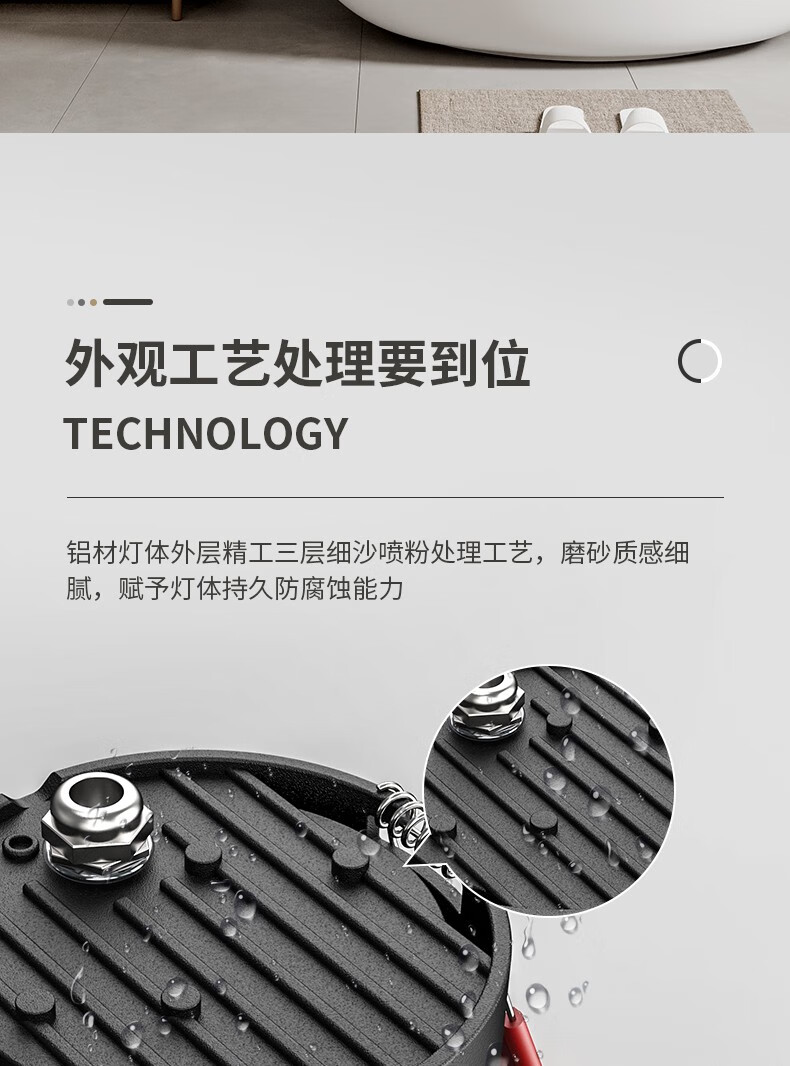 外观工艺处理要到位
TECHNOLOGY
铝材灯体外层精工三层细沙喷粉处理工艺，磨砂质感细
腻，赋予灯体持久防腐蚀能力